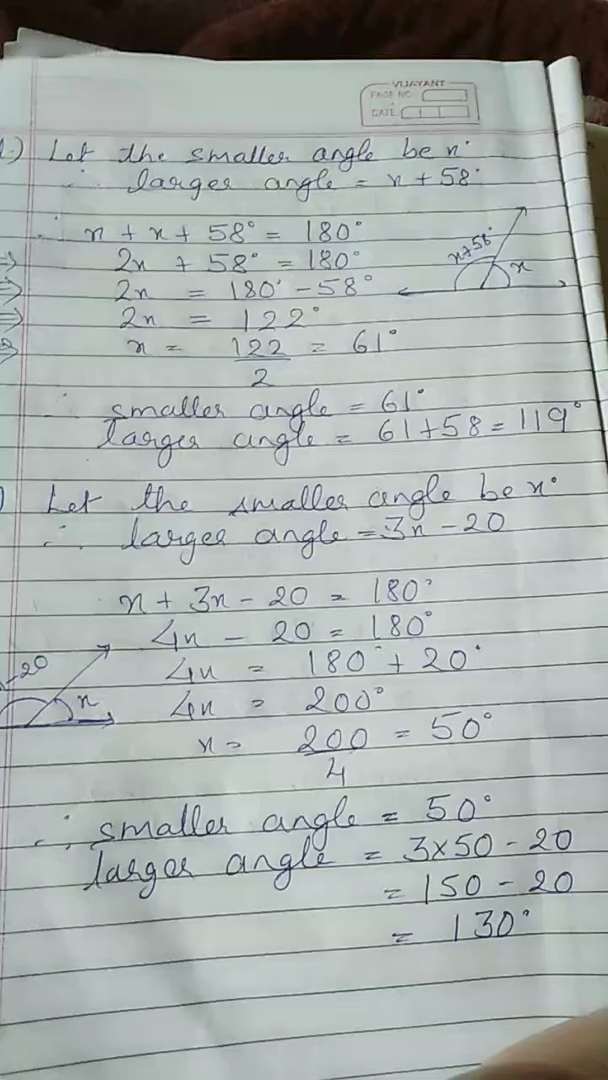 VIJAYANT
PAGE NO.
DATE
1.) Let the smaller angle be x°
∴ larger angle = x + 58°
∴ x + x + 58° = 180°
⇒ 2x + 58° = 180°
⇒ 2x = 180° - 58°
⇒ 2x = 122°
⇒ x = 122/2 = 61°
x+58°
x
∴ smaller angle = 61°
larger angle = 61+58 = 119°
) Let the smaller angle be x°
∴ larger angle = 3x - 20
x + 3x - 20 = 180°
4x - 20 = 180°
4x = 180° + 20°
4x = 200°
x = 200/4 = 50°
-20
x
∴ smaller angle = 50°
larger angle = 3×50 - 20
= 150 - 20
= 130°